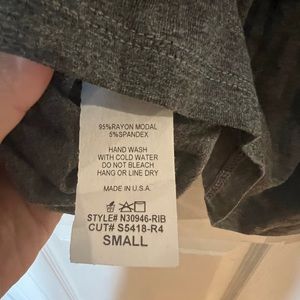 95%RAYON MODAL
5%SPANDEX
HAND WASH
WITH COLD WATER
DO NOT BLEACH
HANG OR LINE DRY
MADE IN U.S.A.
STYLE# N30946-RIB
CUT# S5418-R4
SMALL